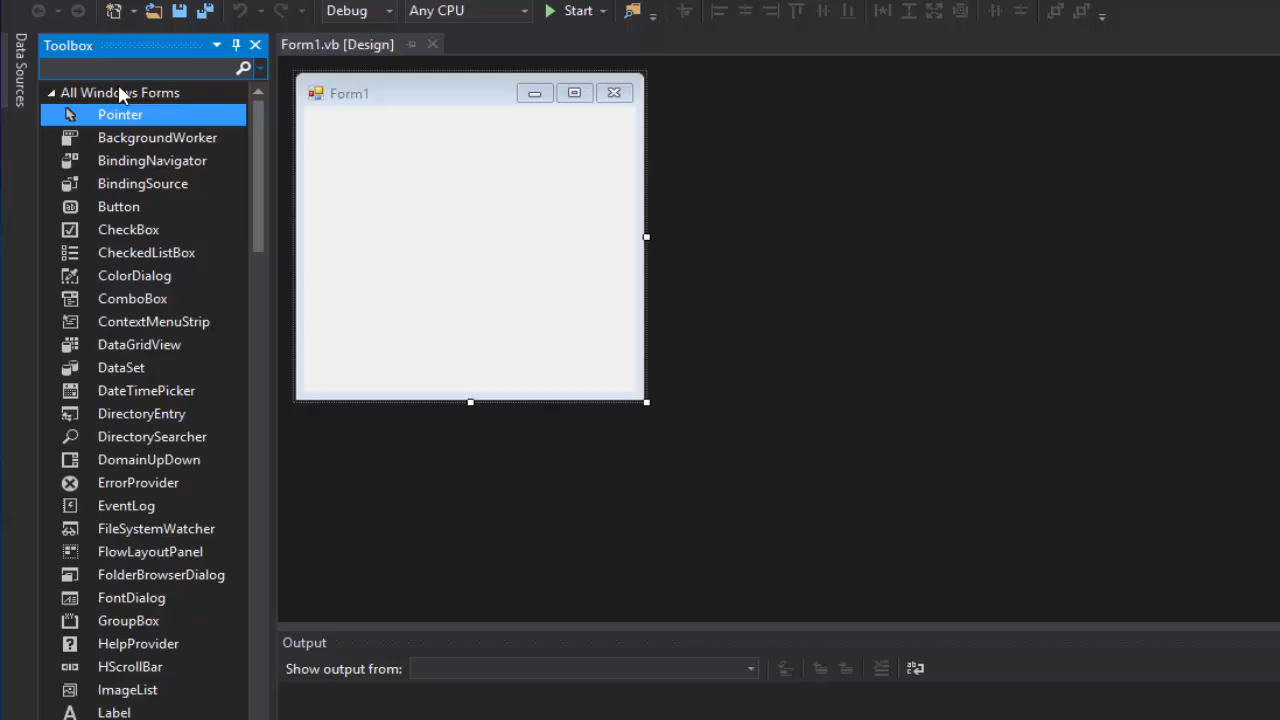 Debug
Any CPU
Start
Data Sources
Toolbox
Form1.vb [Design]
All Windows Forms
Form1
Pointer
BackgroundWorker
BindingNavigator
BindingSource
Button
CheckBox
CheckedListBox
ColorDialog
ComboBox
ContextMenuStrip
DataGridView
DataSet
DateTimePicker
DirectoryEntry
DirectorySearcher
DomainUpDown
ErrorProvider
EventLog
FileSystemWatcher
FlowLayoutPanel
FolderBrowserDialog
FontDialog
GroupBox
HelpProvider
HScrollBar
ImageList
Label
Output
Show output from: